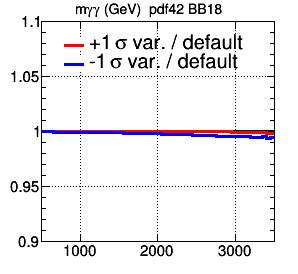 mγγ (GeV) pdf42 BB18
1.1
+1 σ var. / default
-1 σ var. / default
1.05
1
0.95
0.9
1000 2000 3000